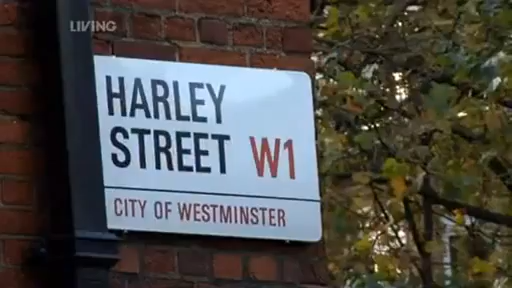 LIVING
HARLEY
STREET W1
CITY OF WESTMINSTER